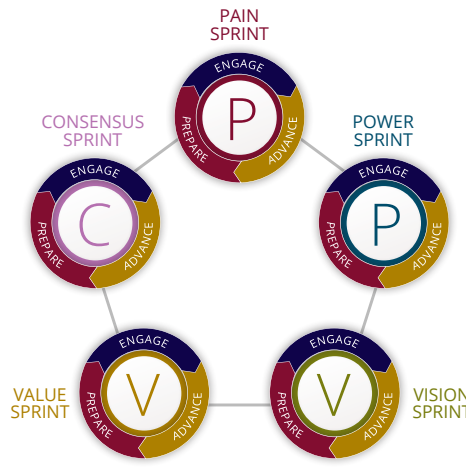 PAIN
SPRINT
ENGAGE
ADVANCE
PREPARE
P
CONSENSUS
SPRINT
ENGAGE
ADVANCE
PREPARE
C
POWER
SPRINT
ENGAGE
ADVANCE
PREPARE
P
VALUE
SPRINT
ENGAGE
ADVANCE
PREPARE
V
VISION
SPRINT
ENGAGE
ADVANCE
PREPARE
V